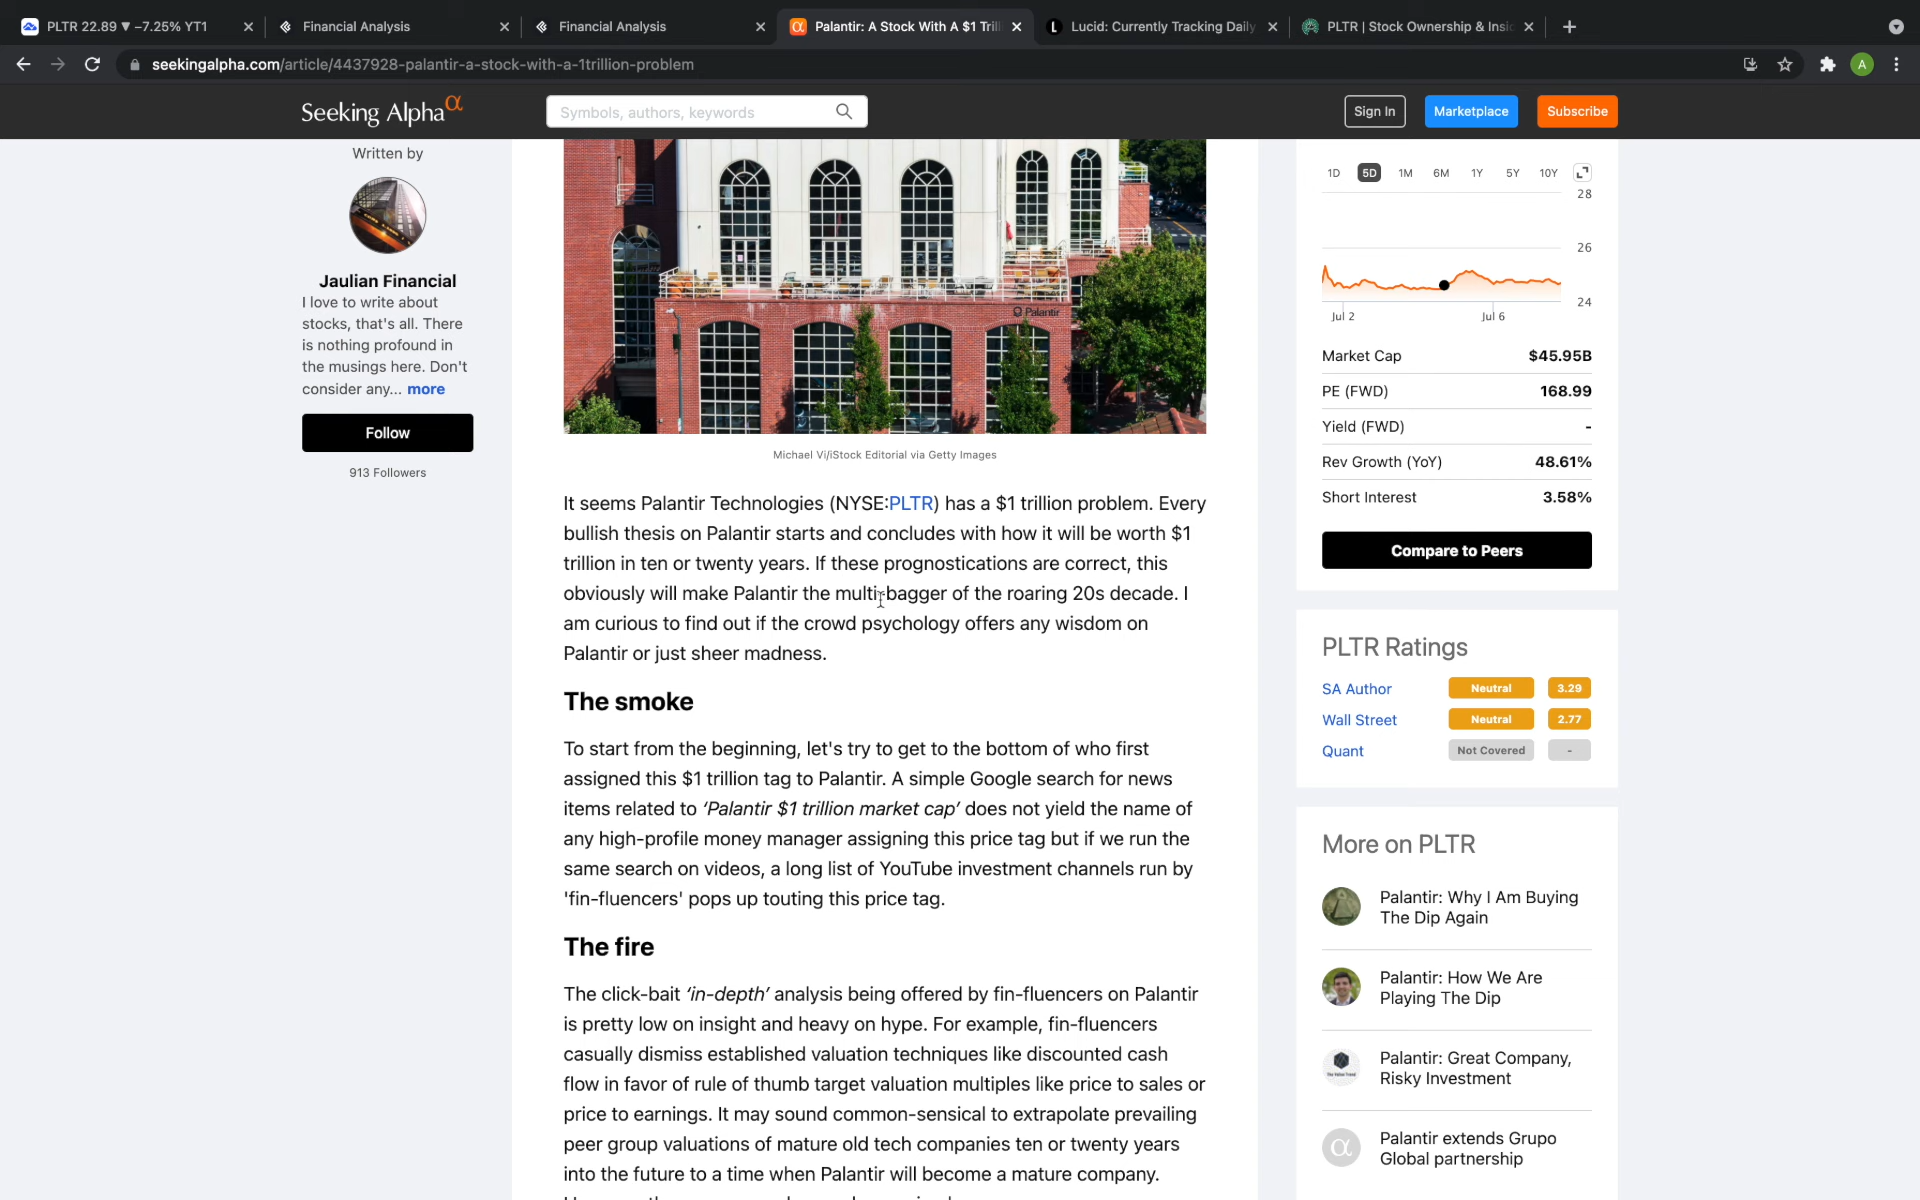 PLTR 22.89 ▼ −7.25% YT1
Financial Analysis
Financial Analysis
Palantir: A Stock With A $1 Tril
Lucid: Currently Tracking Daily
PLTR | Stock Ownership & Insi
seekingalpha.com/article/4437928-palantir-a-stock-with-a-1trillion-problem
A
Seeking Alpha α
Symbols, authors, keywords
Sign In
Marketplace
Subscribe
Written by
Jaulian Financial
I love to write about
stocks, that's all. There
is nothing profound in
the musings here. Don't
consider any... more
Follow
913 Followers
Palantir
Michael Vi/iStock Editorial via Getty Images
It seems Palantir Technologies (NYSE:PLTR) has a $1 trillion problem. Every
bullish thesis on Palantir starts and concludes with how it will be worth $1
trillion in ten or twenty years. If these prognostications are correct, this
obviously will make Palantir the multi-bagger of the roaring 20s decade. I
am curious to find out if the crowd psychology offers any wisdom on
Palantir or just sheer madness.
The smoke
To start from the beginning, let's try to get to the bottom of who first
assigned this $1 trillion tag to Palantir. A simple Google search for news
items related to ‘Palantir $1 trillion market cap’ does not yield the name of
any high-profile money manager assigning this price tag but if we run the
same search on videos, a long list of YouTube investment channels run by
'fin-fluencers' pops up touting this price tag.
The fire
The click-bait ‘in-depth’ analysis being offered by fin-fluencers on Palantir
is pretty low on insight and heavy on hype. For example, fin-fluencers
casually dismiss established valuation techniques like discounted cash
flow in favor of rule of thumb target valuation multiples like price to sales or
price to earnings. It may sound common-sensical to extrapolate prevailing
peer group valuations of mature old tech companies ten or twenty years
into the future to a time when Palantir will become a mature company.
1D 5D 1M 6M 1Y 5Y 10Y
28
26
24
Jul 2 Jul 6
Market Cap $45.95B
PE (FWD) 168.99
Yield (FWD) -
Rev Growth (YoY) 48.61%
Short Interest 3.58%
Compare to Peers
PLTR Ratings
SA Author Neutral 3.29
Wall Street Neutral 2.77
Quant Not Covered -
More on PLTR
Palantir: Why I Am Buying
The Dip Again
Palantir: How We Are
Playing The Dip
Palantir: Great Company,
Risky Investment
Palantir extends Grupo
Global partnership